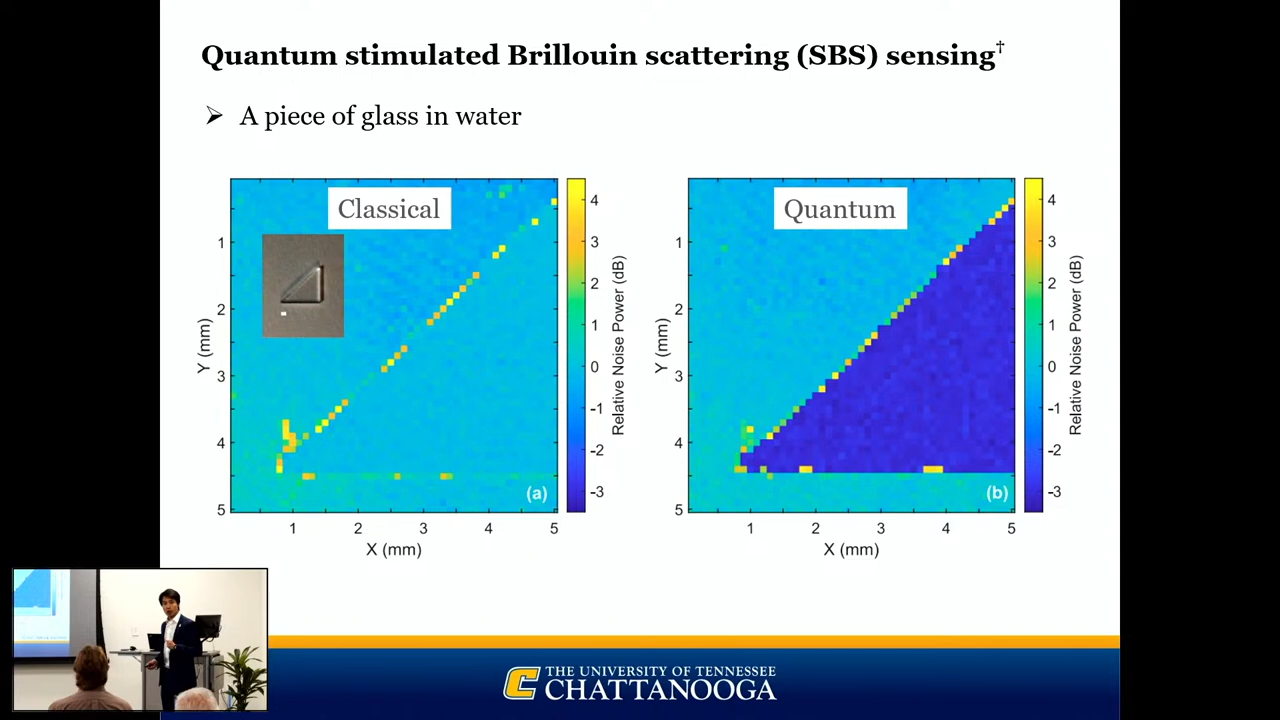 Quantum stimulated Brillouin scattering (SBS) sensing†
➢ A piece of glass in water
Classical
(a)
1
2
3
4
5
1 2 3 4 5
X (mm)
Y (mm)
4
3
2
1
0
-1
-2
-3
Relative Noise Power (dB)
Quantum
(b)
1
2
3
4
5
1 2 3 4 5
X (mm)
Y (mm)
4
3
2
1
0
-1
-2
-3
Relative Noise Power (dB)
C
THE UNIVERSITY OF TENNESSEE
CHATTANOOGA